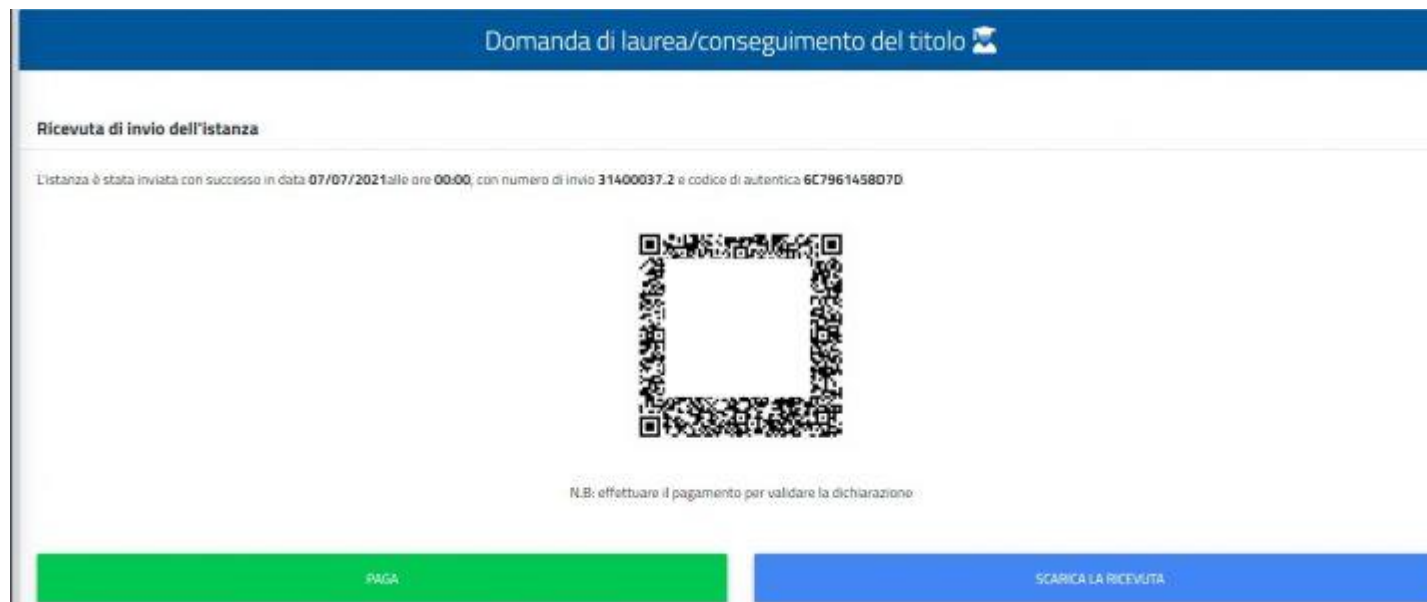 Domanda di laurea/conseguimento del titolo
Ricevuta di invio dell'istanza
L'istanza è stata inviata con successo in data 07/07/2021alle ore 00:00, con numero di invio 31400037.2 e codice di autentica 6C7961458D7D
N.B: effettuare il pagamento per validare la dichiarazione
PAGA
SCARICA LA RICEVUTA